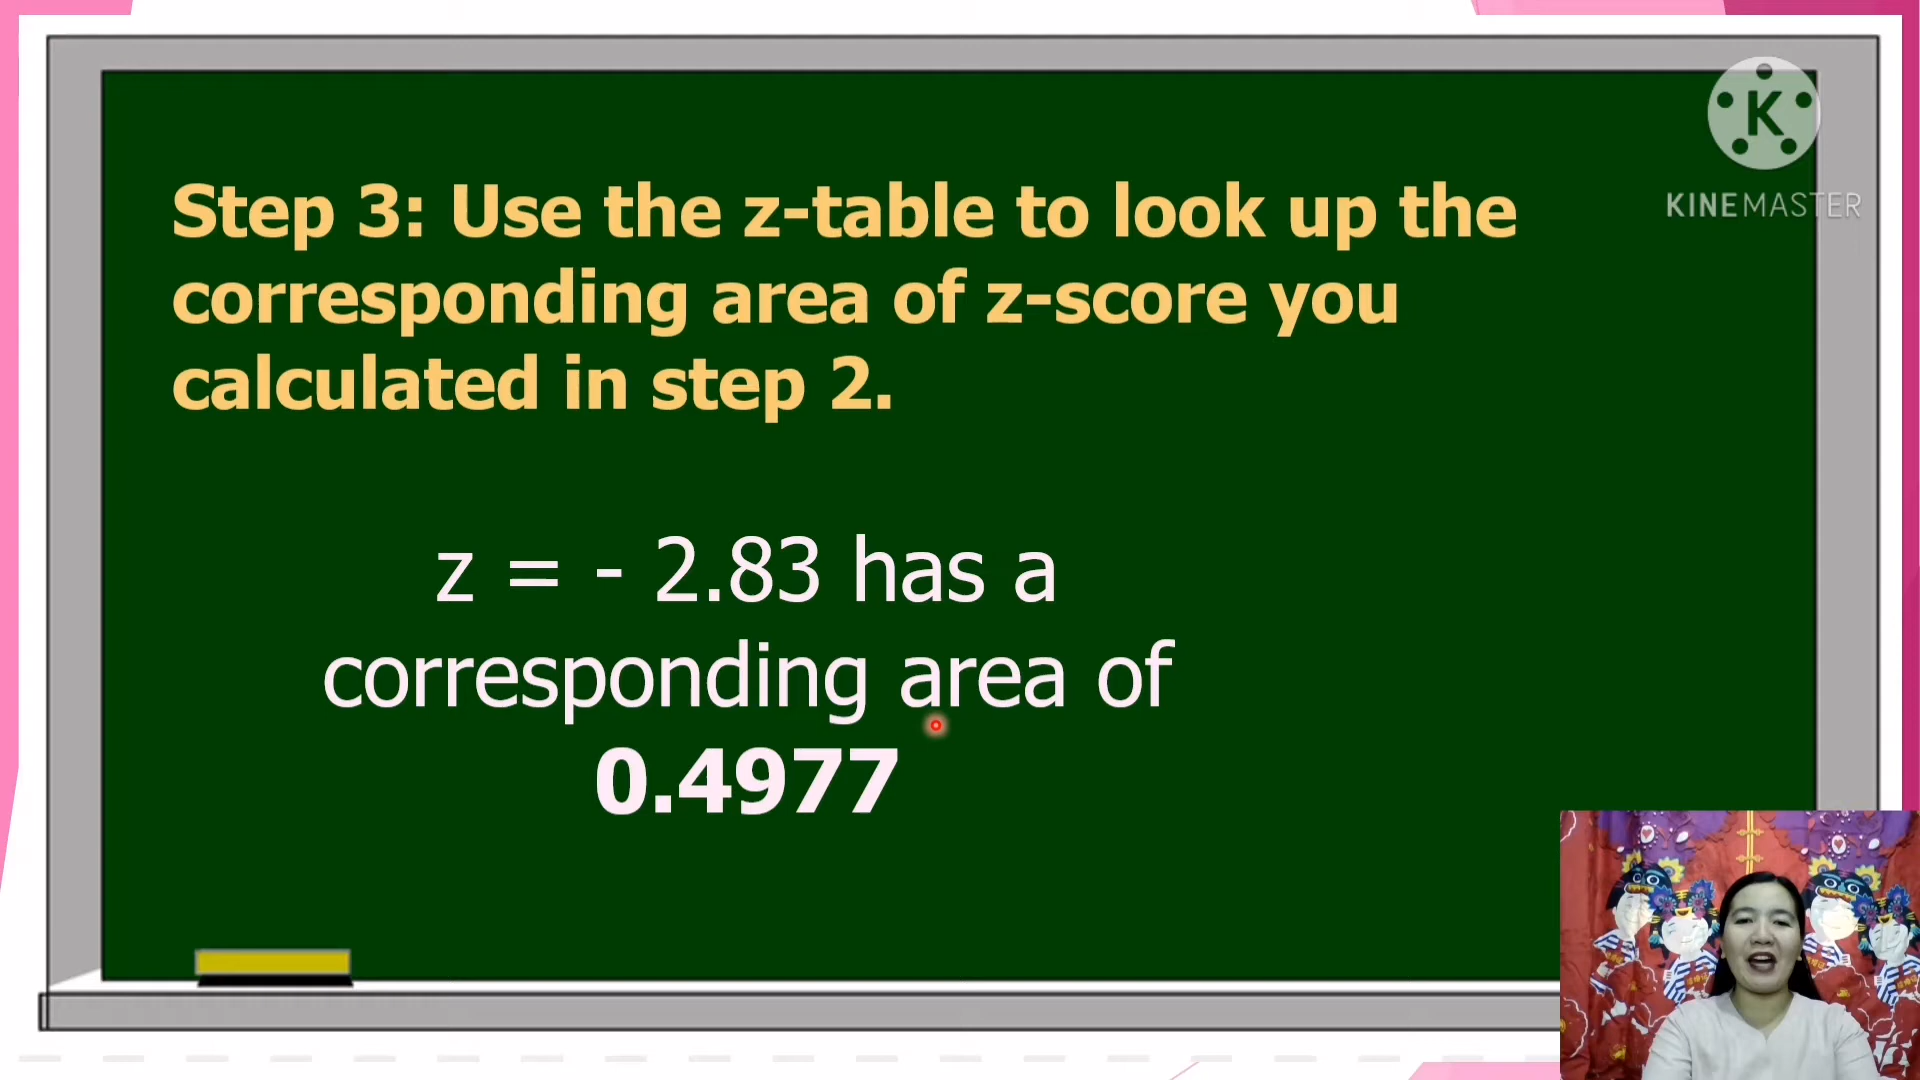 Step 3: Use the z-table to look up the
corresponding area of z-score you
calculated in step 2.
z = - 2.83 has a
corresponding area of
0.4977
K
KINEMASTER